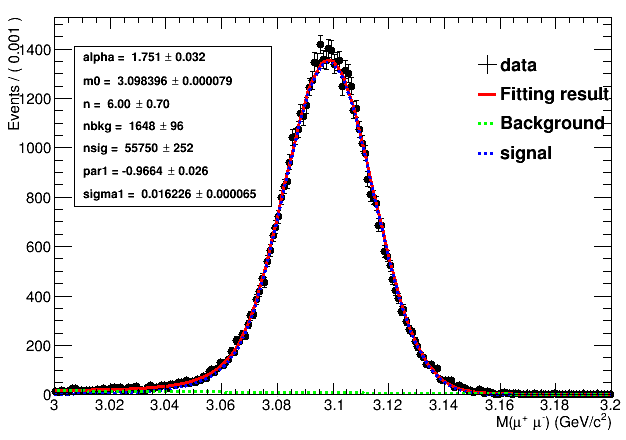 Events / ( 0.001 )
1400
1200
1000
800
600
400
200
0
alpha = 1.751 ± 0.032
m0 = 3.098396 ± 0.000079
n = 6.00 ± 0.70
nbkg = 1648 ± 96
nsig = 55750 ± 252
par1 = -0.9664 ± 0.026
sigma1 = 0.016226 ± 0.000065
data
Fitting result
Background
signal
3 3.02 3.04 3.06 3.08 3.1 3.12 3.14 3.16 3.18 3.2
M(μ⁺ μ⁻) (GeV/c²)